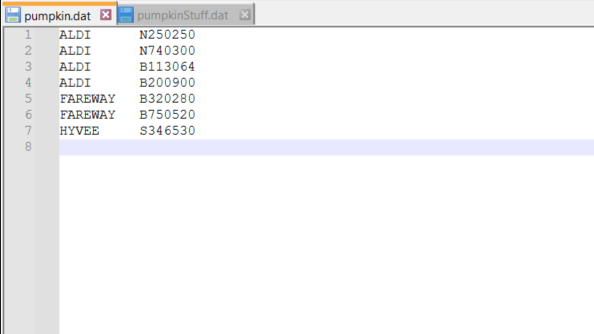 pumpkin.dat pumpkinStuff.dat
1 ALDI      N250250
2 ALDI      N740300
3 ALDI      B113064
4 ALDI      B200900
5 FAREWAY   B320280
6 FAREWAY   B750520
7 HYVEE     S346530
8